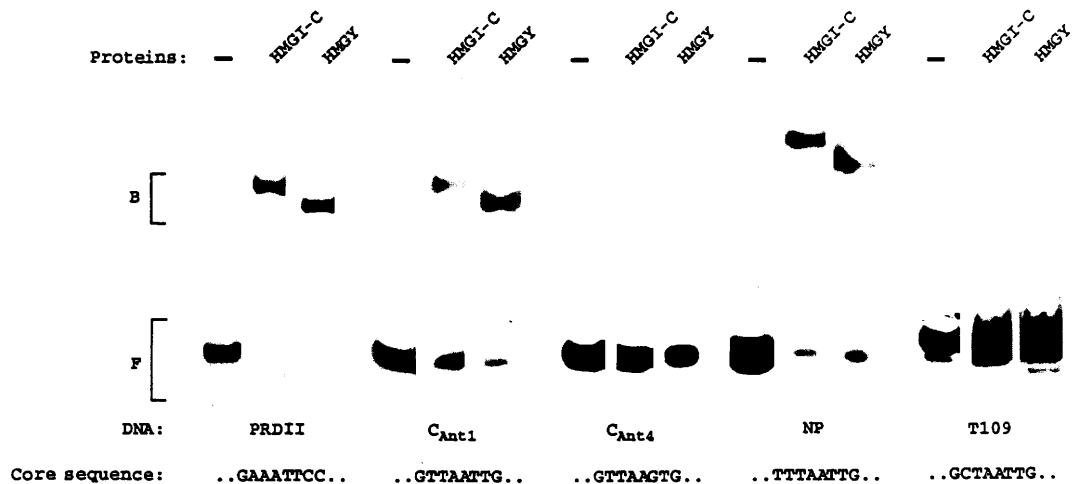 Proteins: – HMGI-C HMGY – HMGI-C HMGY – HMGI-C HMGY – HMGI-C HMGY – HMGI-C HMGY
B
F
DNA: PRDII CAnt1 CAnt4 NP T109
Core sequence: ..GAAATTCC.. ..GTTAATTG.. ..GTTAAGTG.. ..TTTAATTG.. ..GCTAATTG..